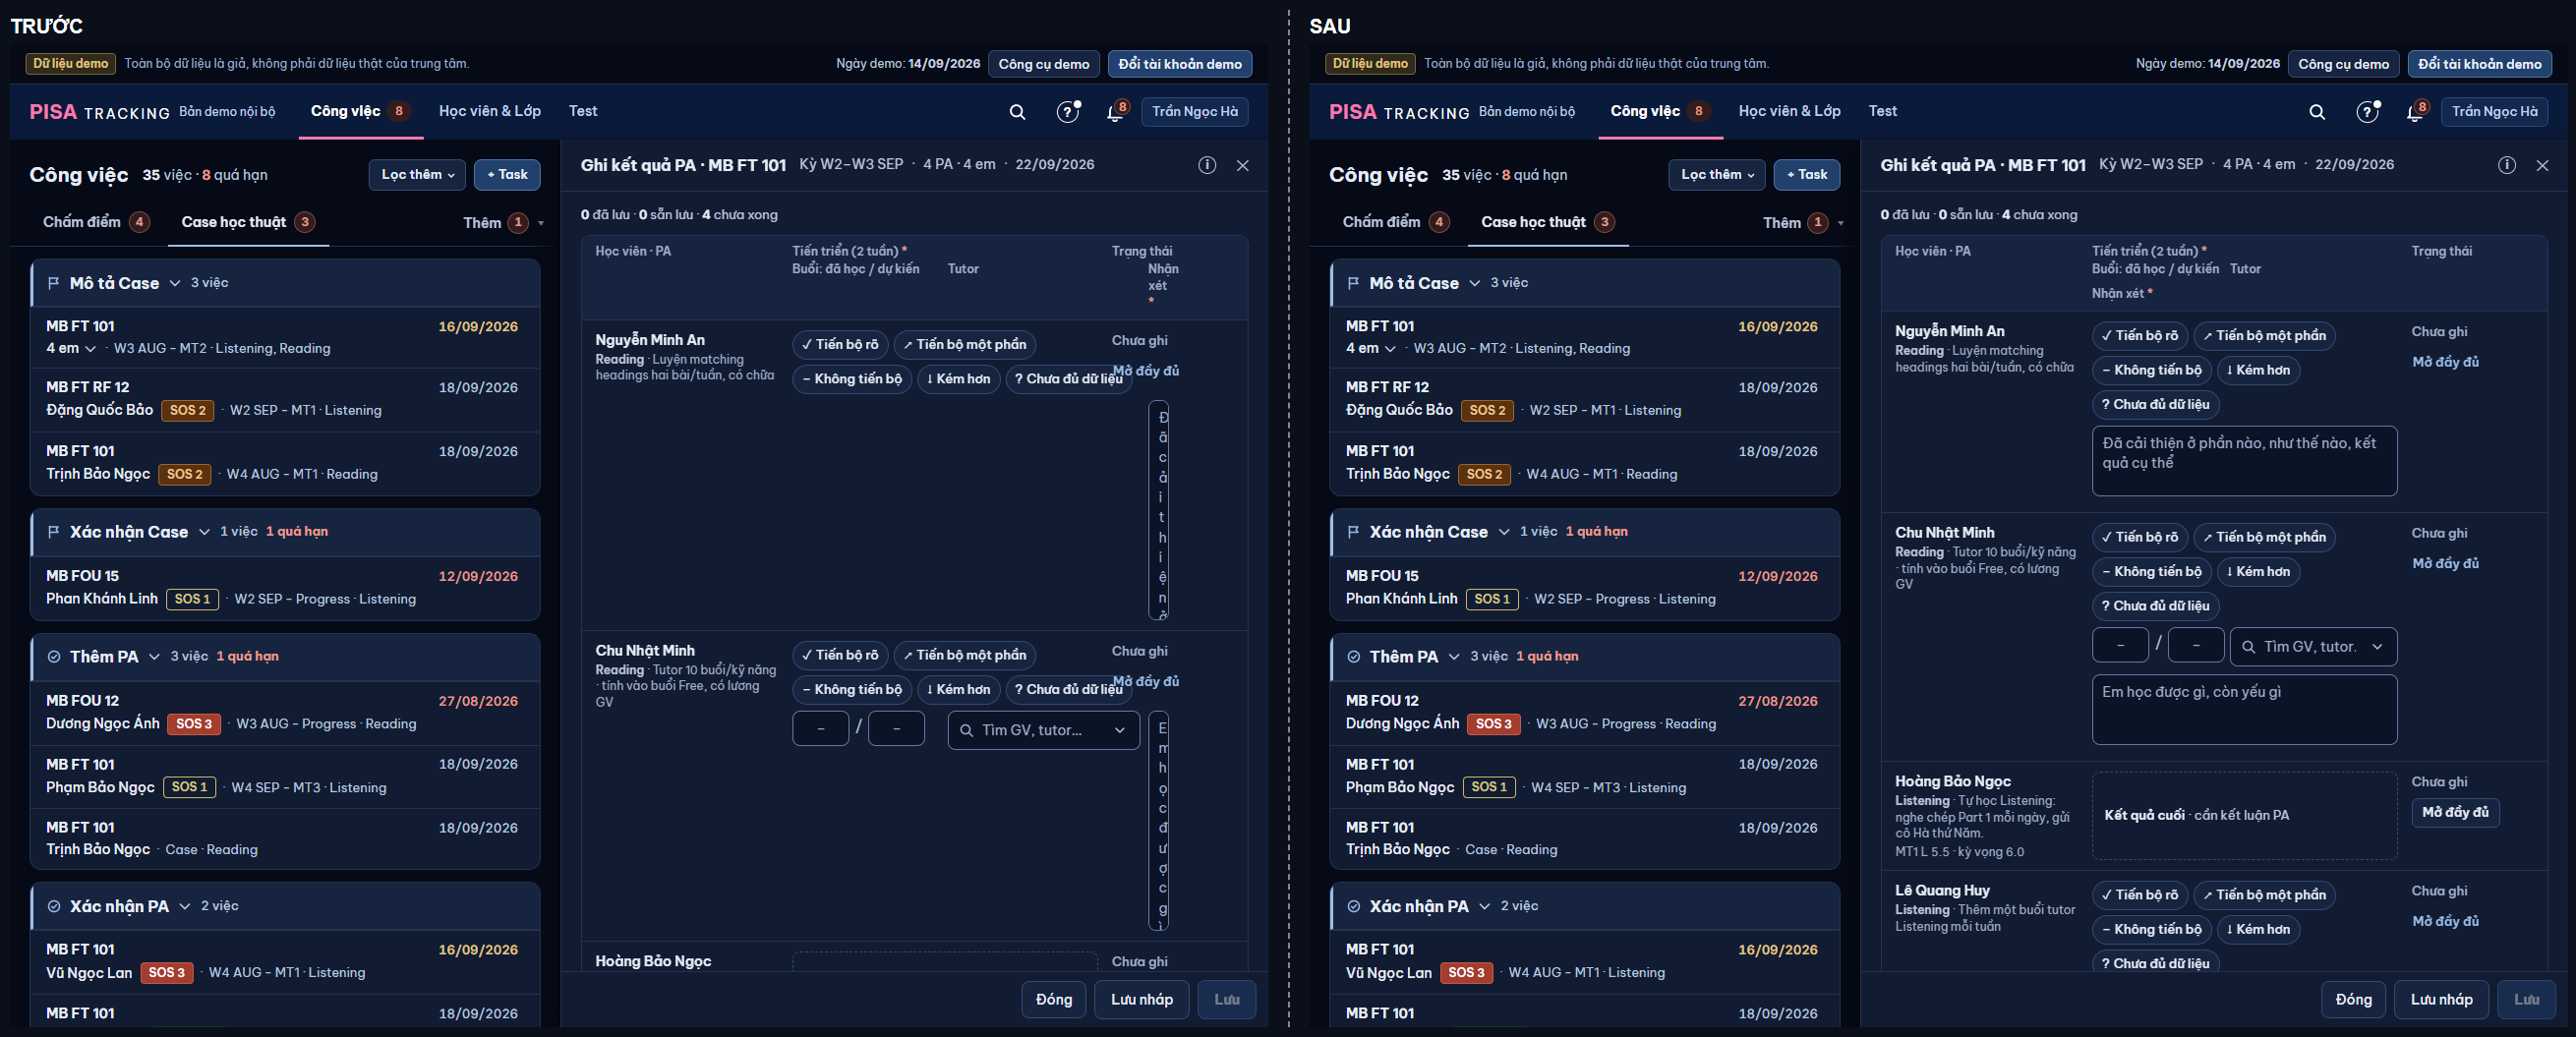 TRƯỚC
Dữ liệu demo Toàn bộ dữ liệu là giả, không phải dữ liệu thật của trung tâm. Ngày demo: 14/09/2026 Công cụ demo Đổi tài khoản demo
PISA TRACKING Bản demo nội bộ Công việc 8 Học viên & Lớp Test ? 8 Trần Ngọc Hà
Công việc 35 việc · 8 quá hạn Lọc thêm + Task
Chấm điểm 4 Case học thuật 3 Thêm 1
Mô tả Case 3 việc
MB FT 101 16/09/2026
4 em · W3 AUG - MT2 · Listening, Reading
MB FT RF 12 18/09/2026
Đặng Quốc Bảo SOS 2 · W2 SEP - MT1 · Listening
MB FT 101 18/09/2026
Trịnh Bảo Ngọc SOS 2 · W4 AUG - MT1 · Reading
Xác nhận Case 1 việc 1 quá hạn
MB FOU 15 12/09/2026
Phan Khánh Linh SOS 1 · W2 SEP - Progress · Listening
Thêm PA 3 việc 1 quá hạn
MB FOU 12 27/08/2026
Dương Ngọc Ánh SOS 3 · W3 AUG - Progress · Reading
MB FT 101 18/09/2026
Phạm Bảo Ngọc SOS 1 · W4 SEP - MT3 · Listening
MB FT 101 18/09/2026
Trịnh Bảo Ngọc · Case · Reading
Xác nhận PA 2 việc
MB FT 101 16/09/2026
Vũ Ngọc Lan SOS 3 · W4 AUG - MT1 · Listening
MB FT 101 18/09/2026
Ghi kết quả PA · MB FT 101 Kỳ W2–W3 SEP · 4 PA · 4 em · 22/09/2026
0 đã lưu · 0 sẵn lưu · 4 chưa xong
Học viên · PA Tiến triển (2 tuần) * Trạng thái
Buổi: đã học / dự kiến Tutor Nhận
xét
*
Nguyễn Minh An ✓ Tiến bộ rõ ↗ Tiến bộ một phần Chưa ghi
Reading · Luyện matching
headings hai bài/tuần, có chữa – Không tiến bộ ↓ Kém hơn ? Chưa đủ dữ liệu Mở đầy đủ
Đ
ã
c
ả
i
t
h
i
ệ
n
ở
Chu Nhật Minh ✓ Tiến bộ rõ ↗ Tiến bộ một phần Chưa ghi
Reading · Tutor 10 buổi/kỹ năng
· tính vào buổi Free, có lương – Không tiến bộ ↓ Kém hơn ? Chưa đủ dữ liệu Mở đầy đủ
GV
– / – Tìm GV, tutor...
E
m
h
ọ
c
đ
ư
ợ
c
g
ì
Hoàng Bảo Ngọc Chưa ghi
Đóng Lưu nháp Lưu
SAU
Dữ liệu demo Toàn bộ dữ liệu là giả, không phải dữ liệu thật của trung tâm. Ngày demo: 14/09/2026 Công cụ demo Đổi tài khoản demo
PISA TRACKING Bản demo nội bộ Công việc 8 Học viên & Lớp Test ? 8 Trần Ngọc Hà
Công việc 35 việc · 8 quá hạn Lọc thêm + Task
Chấm điểm 4 Case học thuật 3 Thêm 1
Mô tả Case 3 việc
MB FT 101 16/09/2026
4 em · W3 AUG - MT2 · Listening, Reading
MB FT RF 12 18/09/2026
Đặng Quốc Bảo SOS 2 · W2 SEP - MT1 · Listening
MB FT 101 18/09/2026
Trịnh Bảo Ngọc SOS 2 · W4 AUG - MT1 · Reading
Xác nhận Case 1 việc 1 quá hạn
MB FOU 15 12/09/2026
Phan Khánh Linh SOS 1 · W2 SEP - Progress · Listening
Thêm PA 3 việc 1 quá hạn
MB FOU 12 27/08/2026
Dương Ngọc Ánh SOS 3 · W3 AUG - Progress · Reading
MB FT 101 18/09/2026
Phạm Bảo Ngọc SOS 1 · W4 SEP - MT3 · Listening
MB FT 101 18/09/2026
Trịnh Bảo Ngọc · Case · Reading
Xác nhận PA 2 việc
MB FT 101 16/09/2026
Vũ Ngọc Lan SOS 3 · W4 AUG - MT1 · Listening
MB FT 101 18/09/2026
Ghi kết quả PA · MB FT 101 Kỳ W2–W3 SEP · 4 PA · 4 em · 22/09/2026
0 đã lưu · 0 sẵn lưu · 4 chưa xong
Học viên · PA Tiến triển (2 tuần) * Trạng thái
Buổi: đã học / dự kiến Tutor
Nhận xét *
Nguyễn Minh An ✓ Tiến bộ rõ ↗ Tiến bộ một phần Chưa ghi
Reading · Luyện matching
headings hai bài/tuần, có chữa – Không tiến bộ ↓ Kém hơn Mở đầy đủ
? Chưa đủ dữ liệu
Đã cải thiện ở phần nào, như thế nào, kết
quả cụ thể
Chu Nhật Minh ✓ Tiến bộ rõ ↗ Tiến bộ một phần Chưa ghi
Reading · Tutor 10 buổi/kỹ năng
· tính vào buổi Free, có lương – Không tiến bộ ↓ Kém hơn Mở đầy đủ
GV
? Chưa đủ dữ liệu
– / – Tìm GV, tutor.
Em học được gì, còn yếu gì
Hoàng Bảo Ngọc Chưa ghi
Listening · Tự học Listening:
nghe chép Part 1 mỗi ngày, gửi Kết quả cuối · cần kết luận PA Mở đầy đủ
cô Hà thứ Năm.
MT1 L 5.5 · kỳ vọng 6.0
Lê Quang Huy ✓ Tiến bộ rõ ↗ Tiến bộ một phần Chưa ghi
Listening · Thêm một buổi tutor
Listening mỗi tuần – Không tiến bộ ↓ Kém hơn Mở đầy đủ
? Chưa đủ dữ liệu
Đóng Lưu nháp Lưu